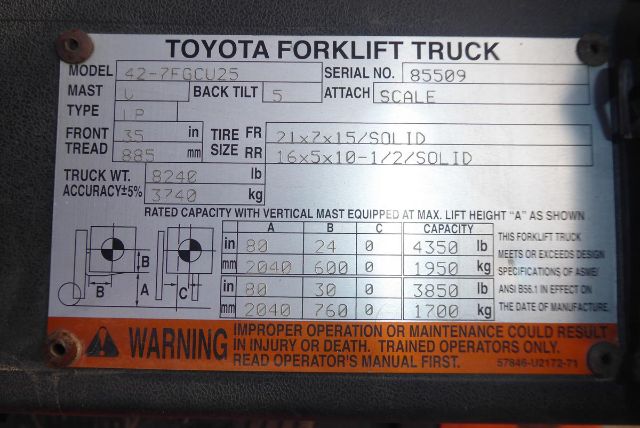 TOYOTA FORKLIFT TRUCK
MODEL 42-7FGCU25 SERIAL NO. 85509
MAST BACK TILT 5 ATTACH SCALE
TYPE LP
FRONT TREAD 35 in TIRE SIZE FR 21x7x15/SOLID
885 mm RR 16x5x10-1/2/SOLID
TRUCK WT. 8240 lb
ACCURACY±5% 3740 kg
RATED CAPACITY WITH VERTICAL MAST EQUIPPED AT MAX. LIFT HEIGHT "A" AS SHOWN
A B C CAPACITY
in 80 24 0 4350 lb
mm 2040 600 0 1950 kg
in 80 30 0 3850 lb
mm 2040 760 0 1700 kg
B
B A C
THIS FORKLIFT TRUCK
MEETS OR EXCEEDS DESIGN
SPECIFICATIONS OF ASME/
ANSI B56.1 IN EFFECT ON
THE DATE OF MANUFACTURE.
WARNING
IMPROPER OPERATION OR MAINTENANCE COULD RESULT
IN INJURY OR DEATH. TRAINED OPERATORS ONLY.
READ OPERATOR'S MANUAL FIRST.
57846-U2172-71